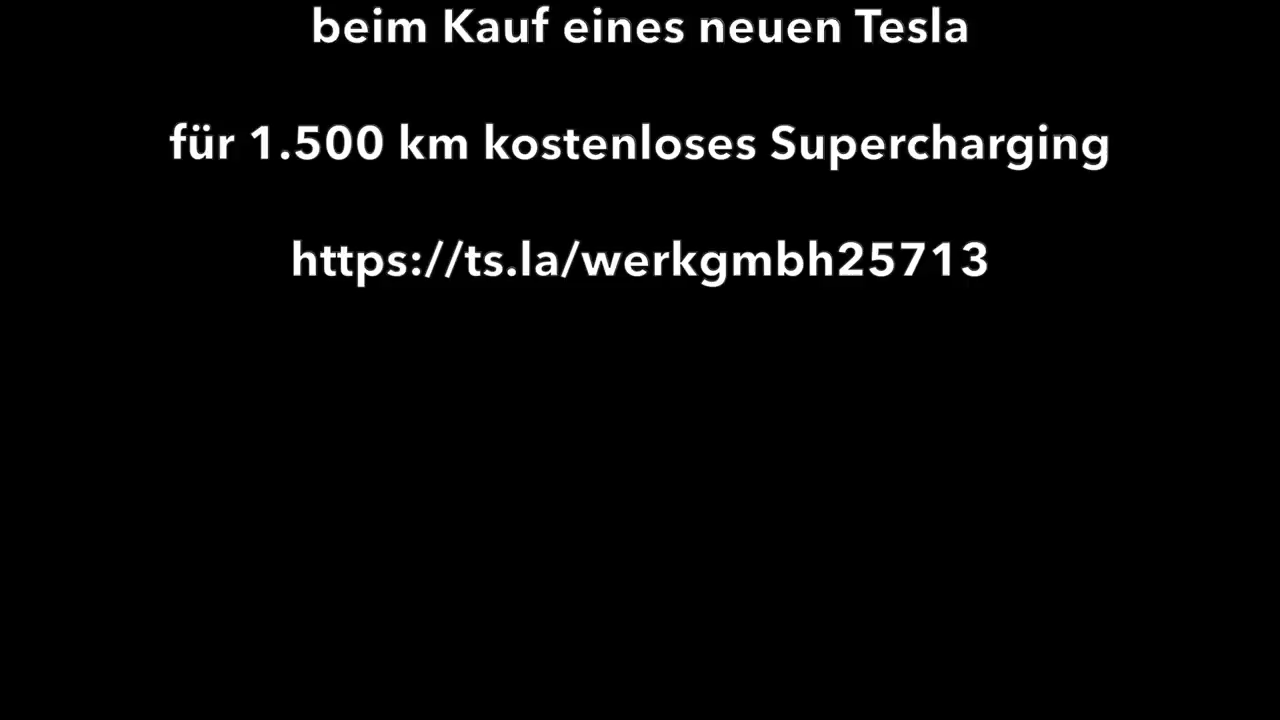 beim Kauf eines neuen Tesla
für 1.500 km kostenloses Supercharging
https://ts.la/werkgmbh25713